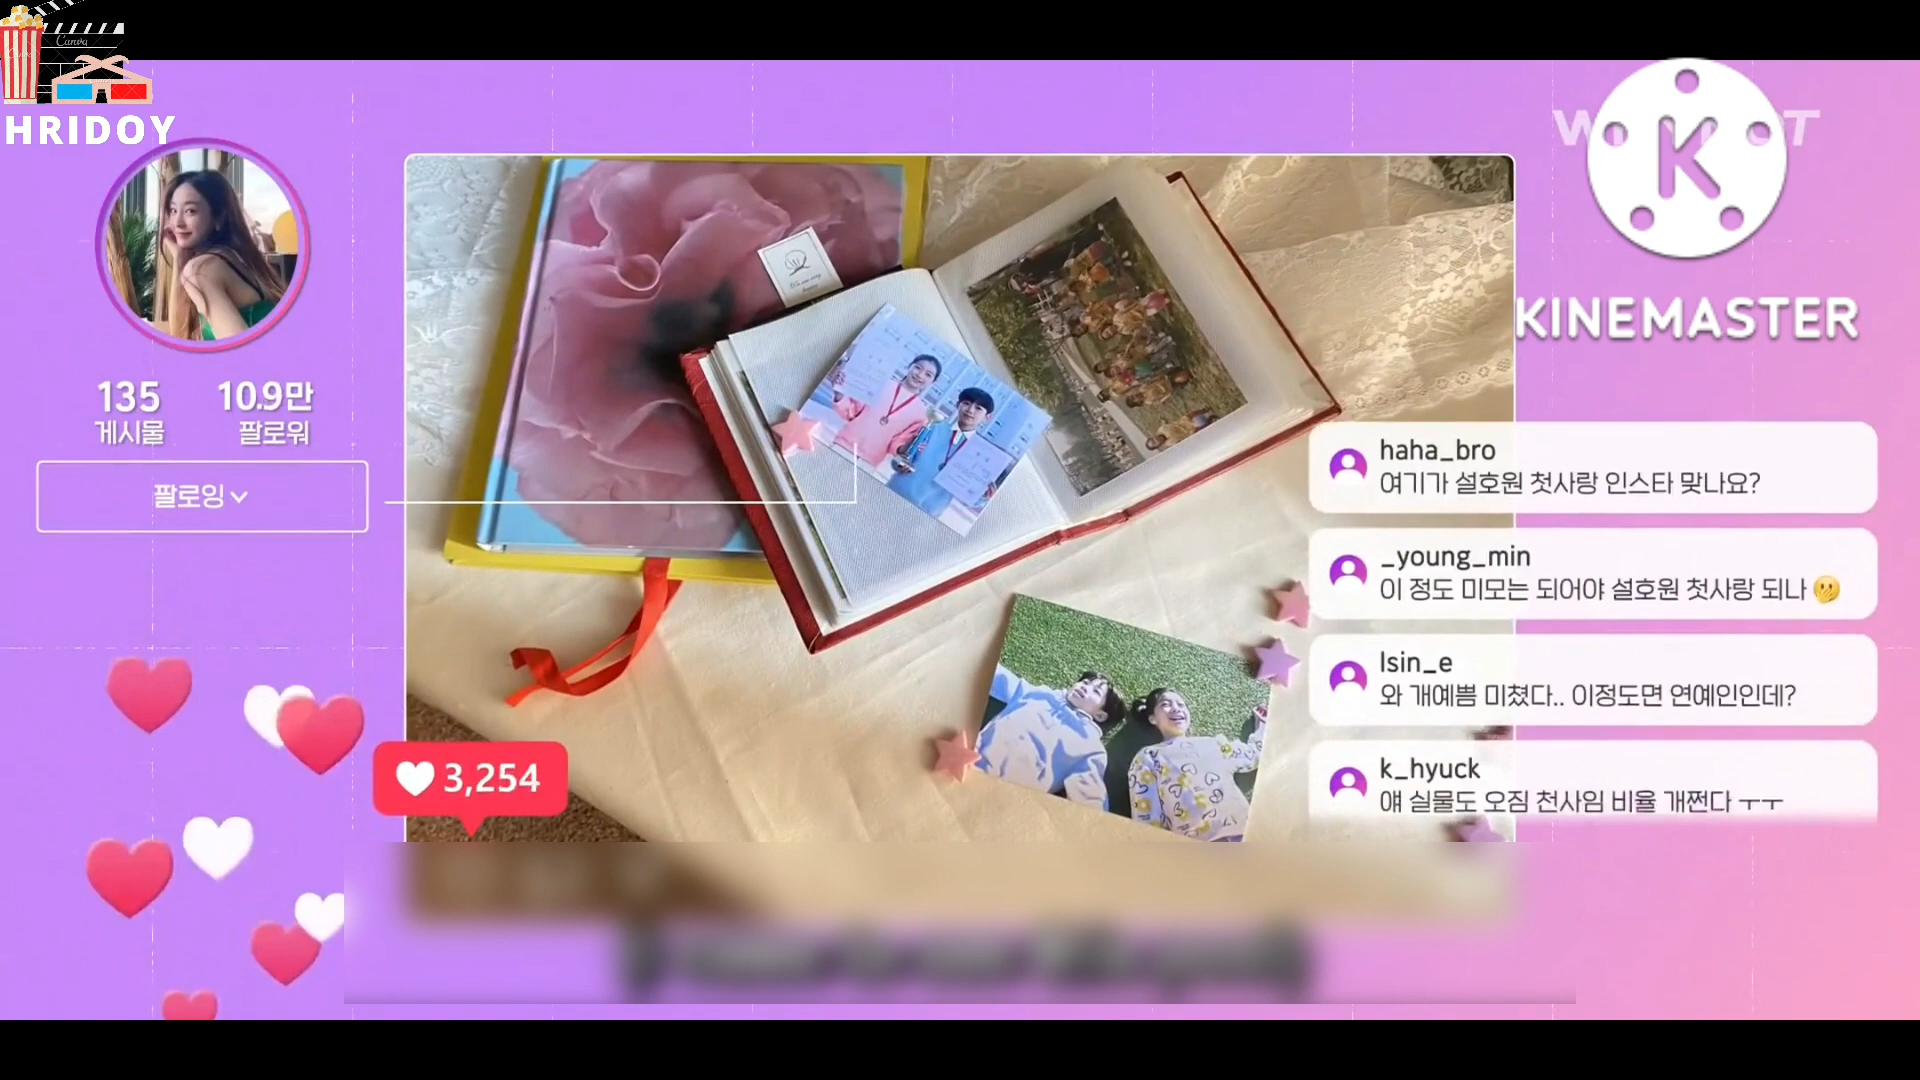 Canva
HRIDOY
KINEMASTER
135
게시물
10.9만
팔로워
팔로잉
3,254
haha_bro
여기가 설호원 첫사랑 인스타 맞나요?
_young_min
이 정도 미모는 되어야 설호원 첫사랑 되나 🫢
lsin_e
와 개예쁨 미쳤다.. 이정도면 연예인인데?
k_hyuck
얘 실물도 오짐 천사임 비율 개쩐다 ㅜㅜ